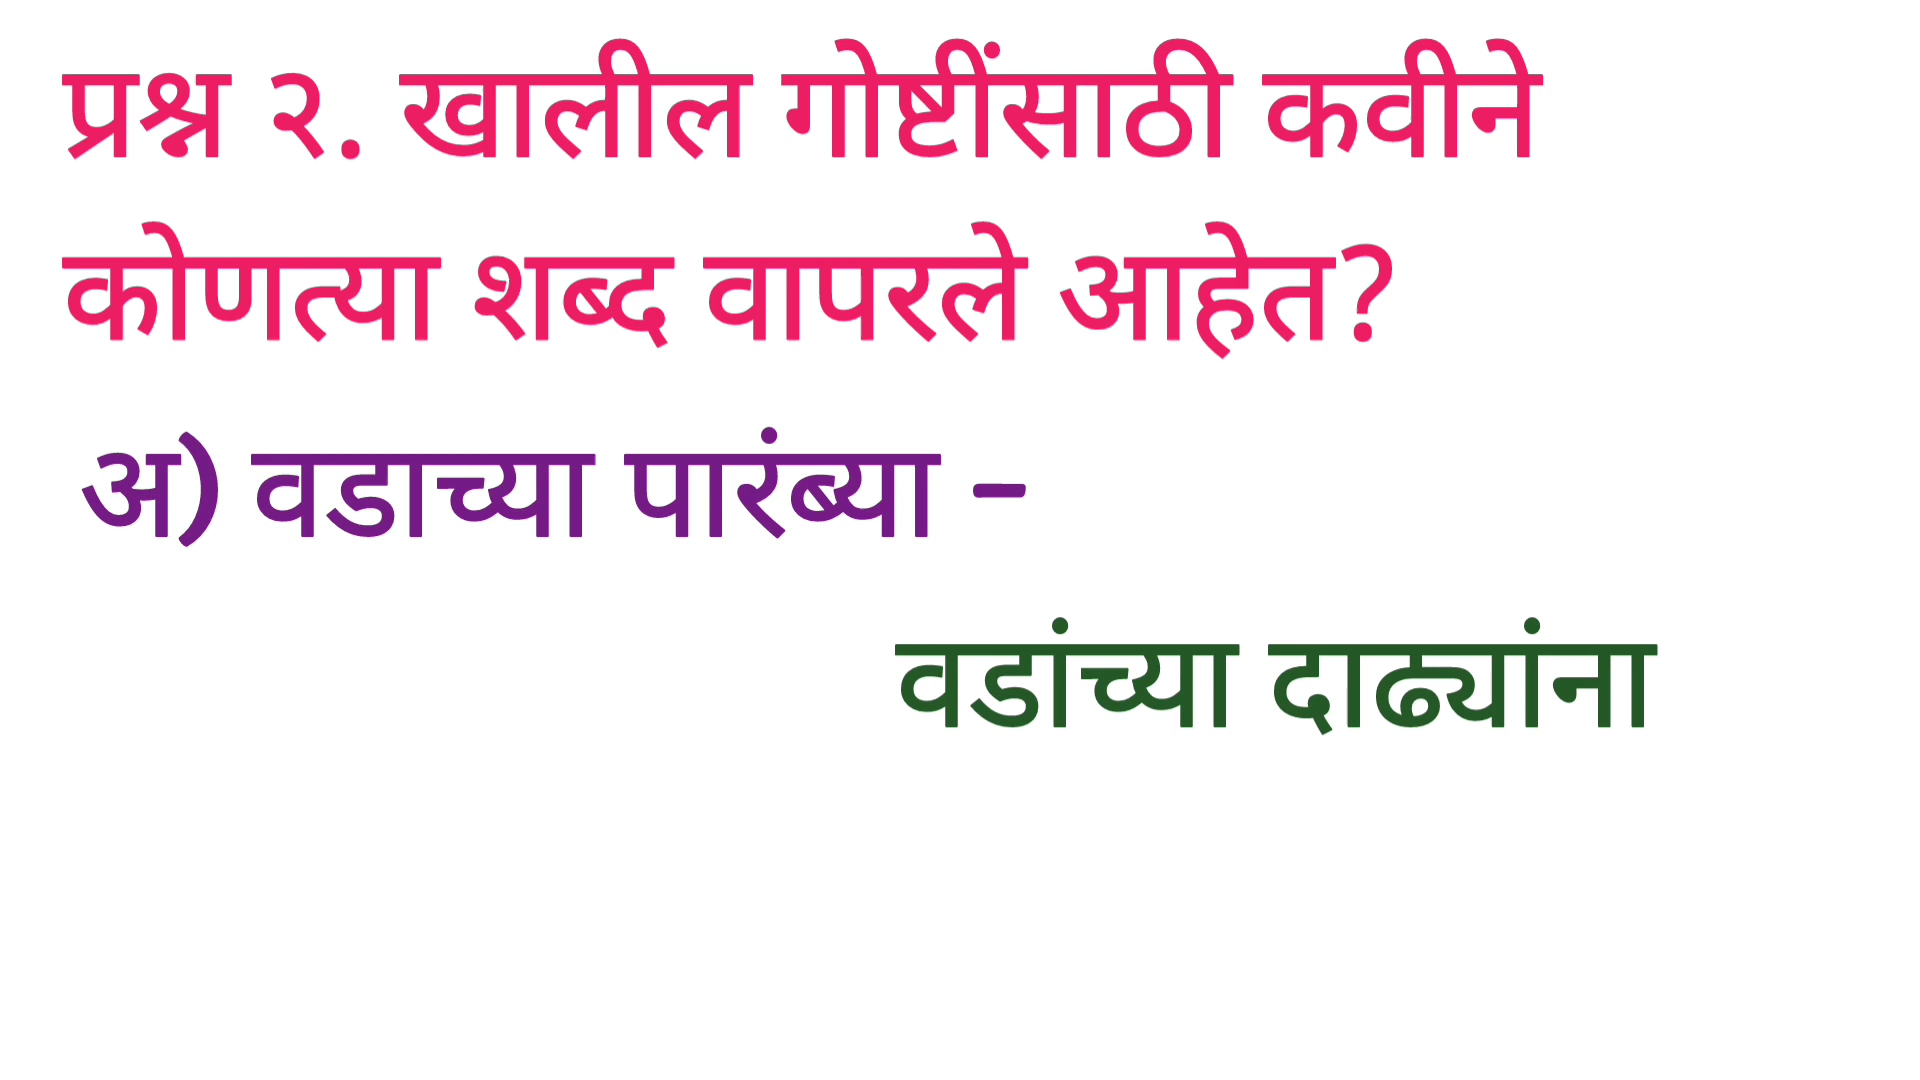 प्रश्न २. खालील गोष्टींसाठी कवीने
कोणत्या शब्द वापरले आहेत?
अ) वडाच्या पारंब्या -
वडांच्या दाढ्यांना